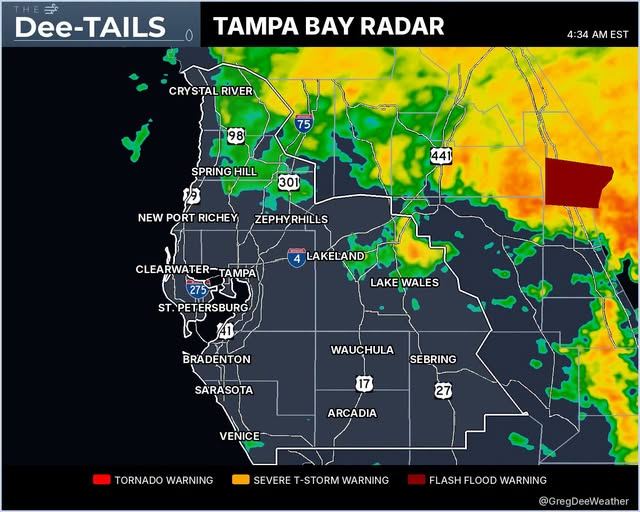 THE
Dee-TAILS
TAMPA BAY RADAR
4:34 AM EST
CRYSTAL RIVER
98
75
441
SPRING HILL
301
NEW PORT RICHEY
ZEPHYRHILLS
4
LAKELAND
CLEARWATER
TAMPA
275
LAKE WALES
ST. PETERSBURG
41
BRADENTON
WAUCHULA
SEBRING
17
27
SARASOTA
ARCADIA
VENICE
TORNADO WARNING
SEVERE T-STORM WARNING
FLASH FLOOD WARNING
@GregDeeWeather